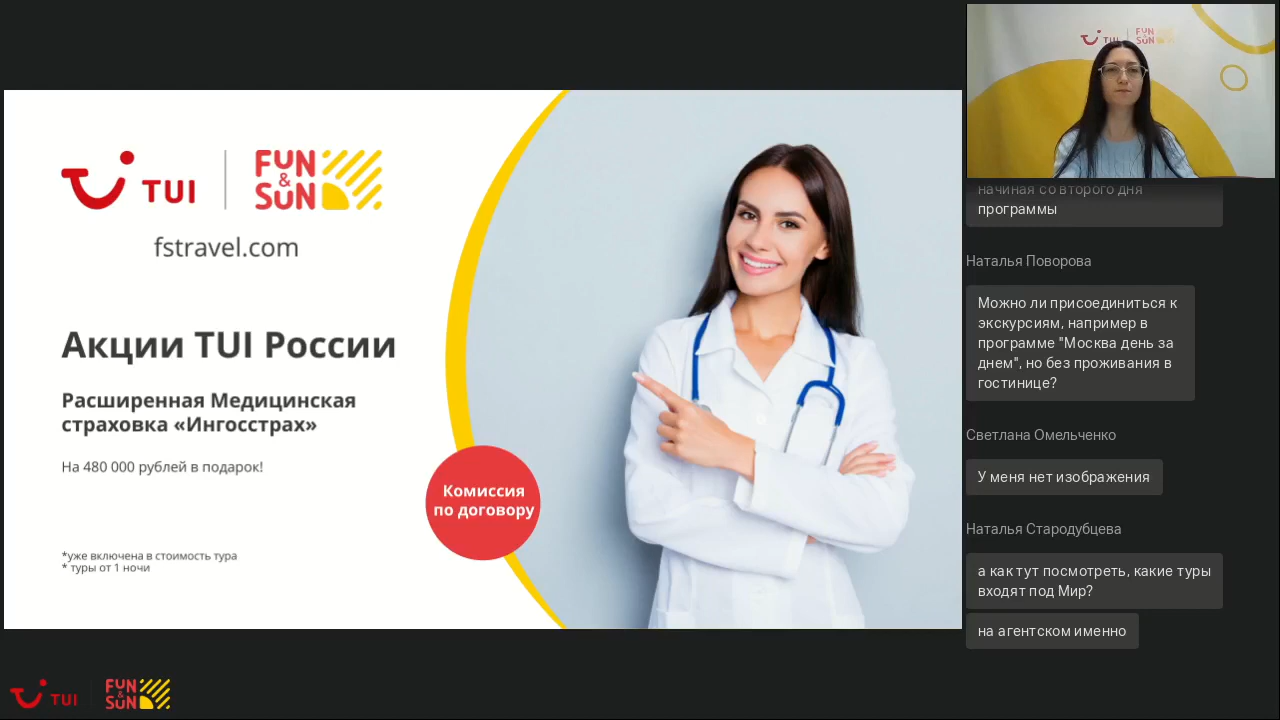 TUI
FUN
&
SUN
fstravel.com
Акции TUI России
Расширенная Медицинская
страховка «Ингосстрах»
На 480 000 рублей в подарок!
Комиссия
по договору
*уже включена в стоимость тура
* туры от 1 ночи
TUI
FUN
&
SUN
TUI
FUN
&
SUN
начиная со второго дня
программы
Наталья Поворова
Можно ли присоединиться к
экскурсиям, например в
программе "Москва день за
днем", но без проживания в
гостинице?
Светлана Омельченко
У меня нет изображения
Наталья Стародубцева
а как тут посмотреть, какие туры
входят под Мир?
на агентском именно